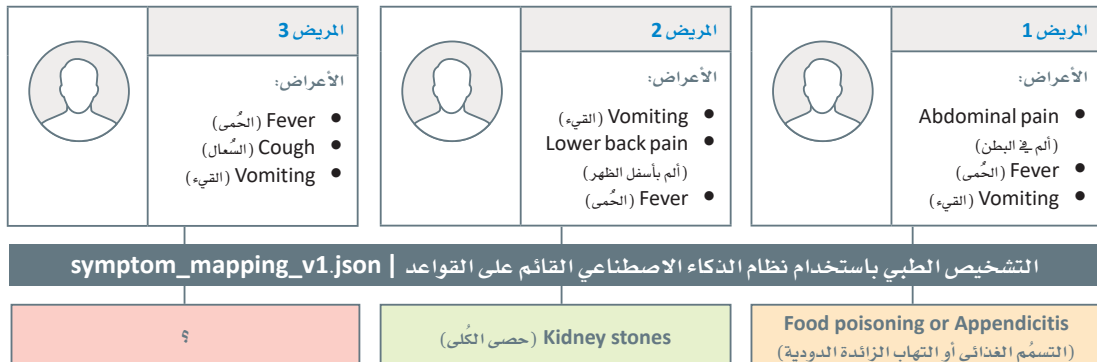 المريض 1
الأعراض:
● Abdominal pain
(ألم في البطن)
● Fever (الحُمى)
● Vomiting (القيء)
المريض 2
الأعراض:
● Vomiting (القيء)
● Lower back pain
(ألم بأسفل الظهر)
● Fever (الحُمى)
المريض 3
الأعراض:
● Fever (الحُمى)
● Cough (السُعال)
● Vomiting (القيء)
التشخيص الطبي باستخدام نظام الذكاء الاصطناعي القائم على القواعد | symptom_mapping_v1.json
Food poisoning or Appendicitis
(التسمُم الغذائي أو التهاب الزائدة الدودية)
Kidney stones (حصى الكُلى)
؟